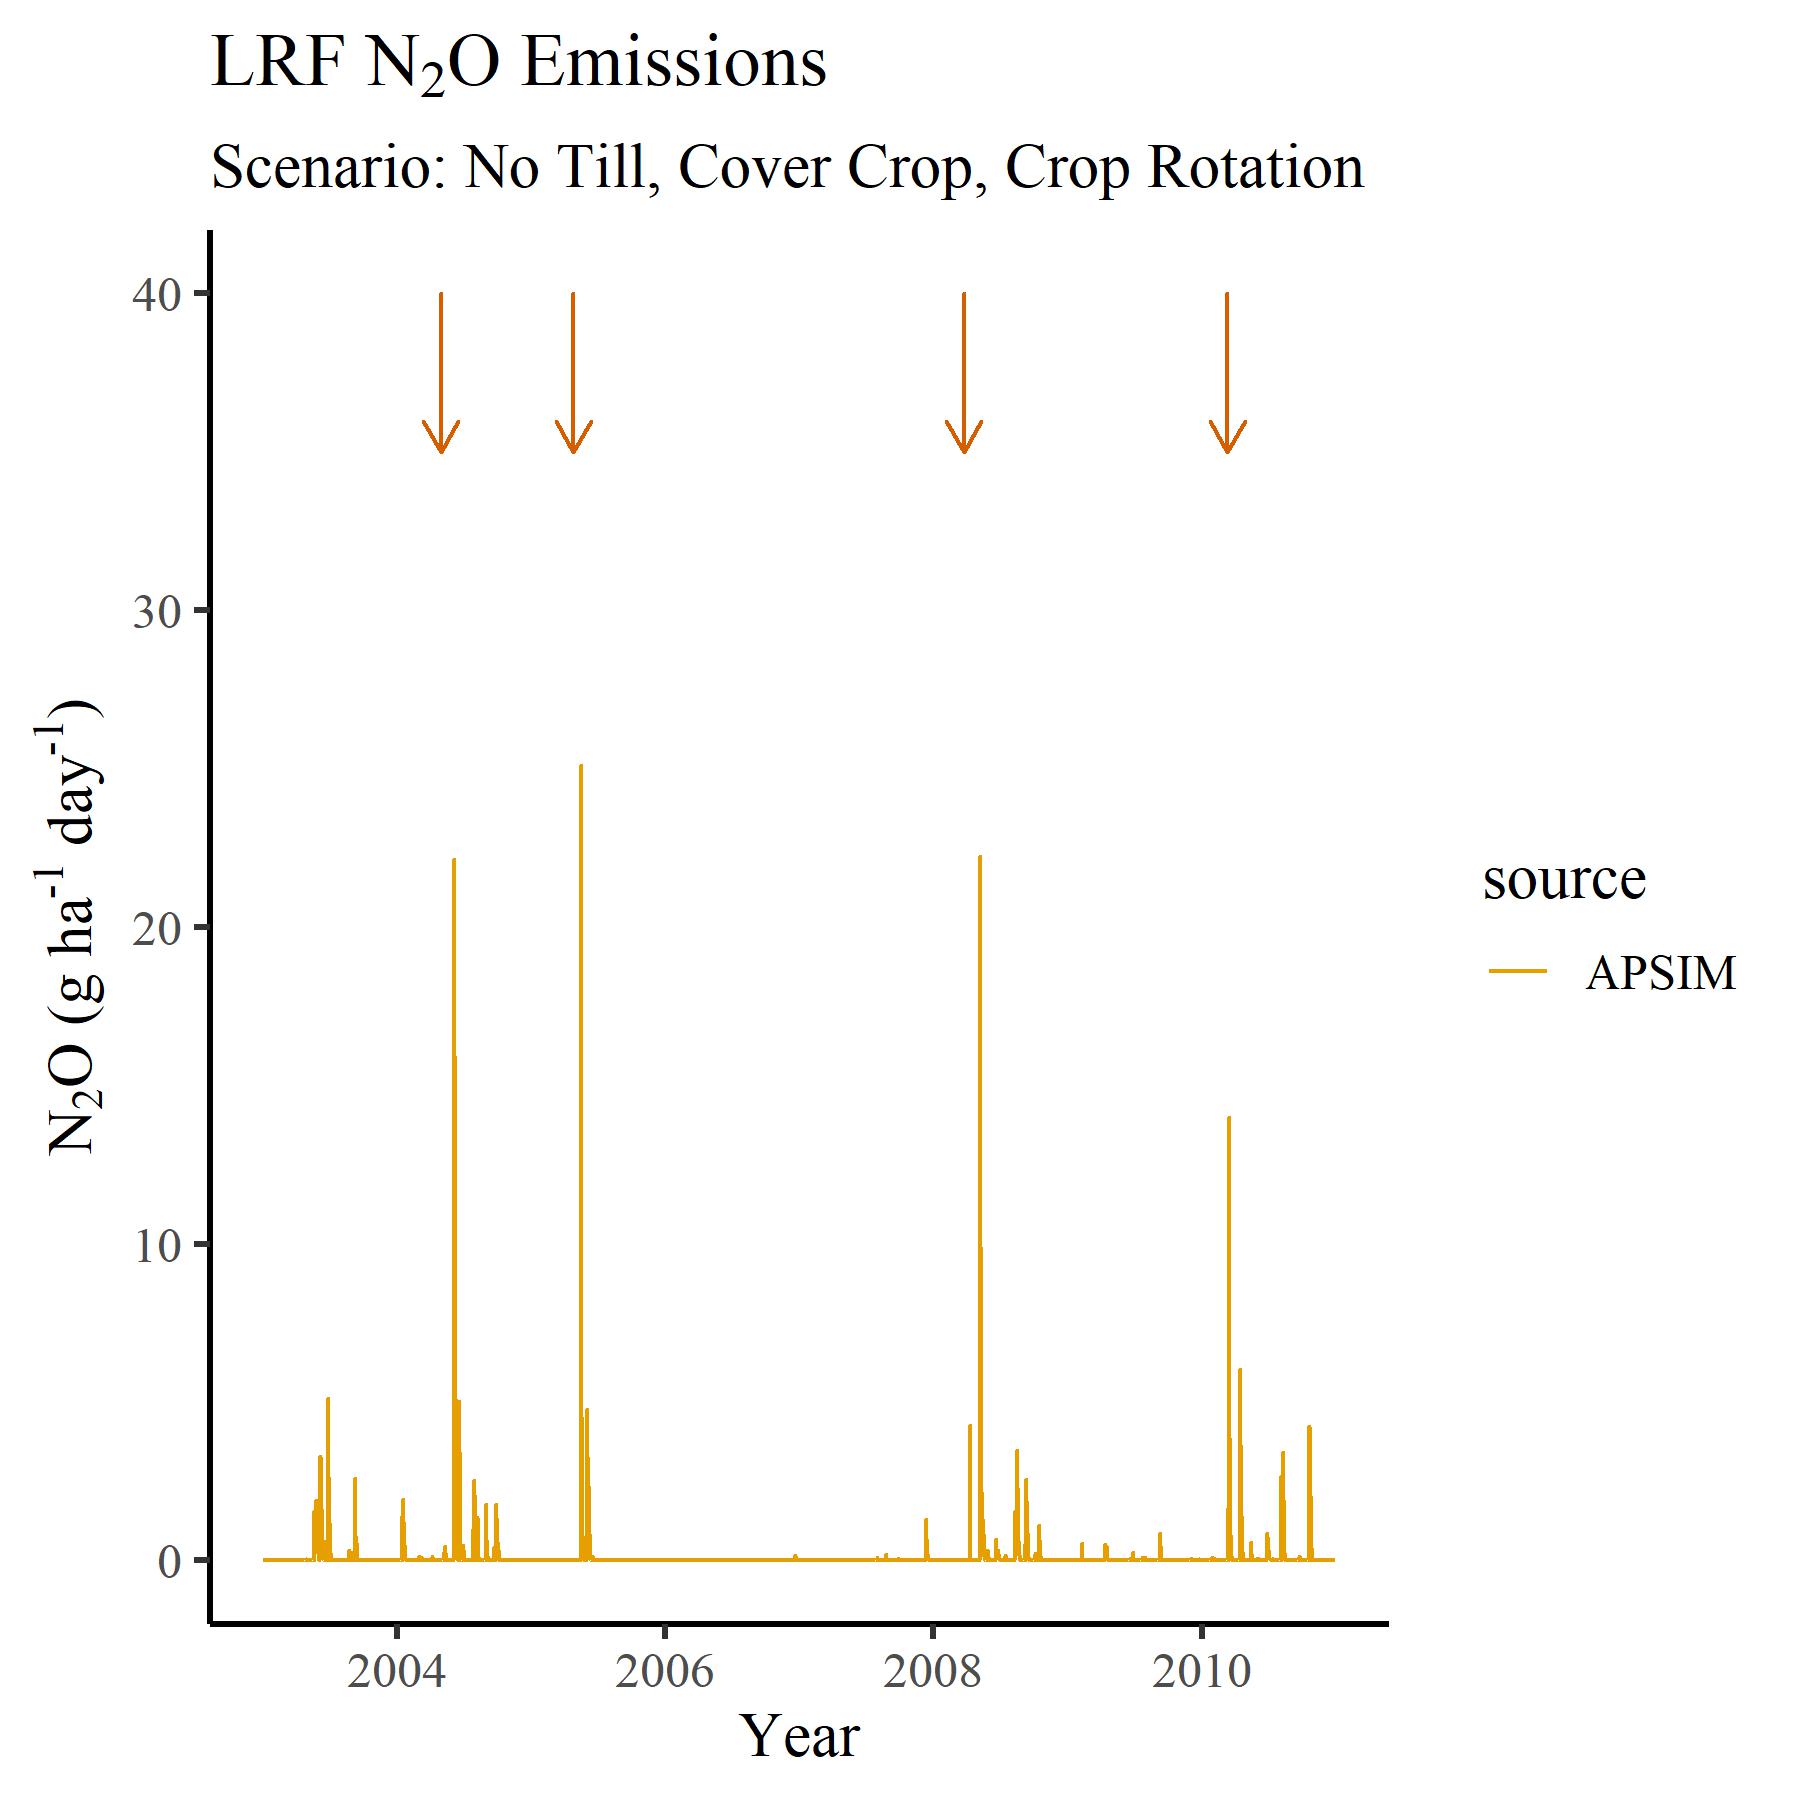 LRF N₂O Emissions
Scenario: No Till, Cover Crop, Crop Rotation
N₂O (g ha⁻¹ day⁻¹)
40
30
20
10
0
2004 2006 2008 2010
Year
source
APSIM